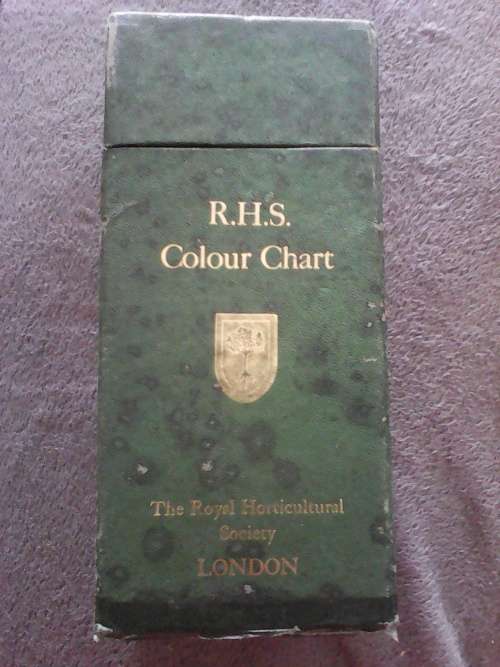 R.H.S.
Colour Chart
The Royal Horticultural
Society
LONDON